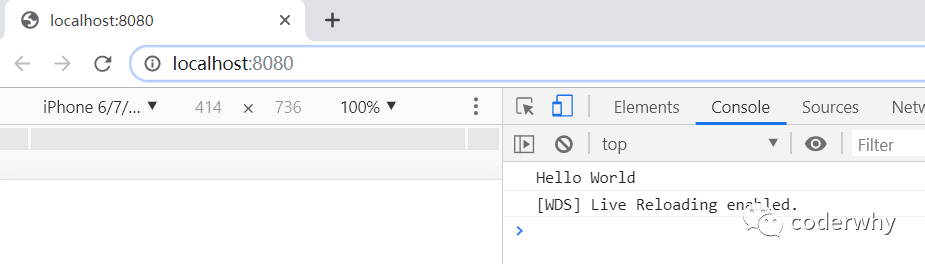 localhost:8080
localhost:8080
iPhone 6/7/... ▼ 414 × 736 100% ▼
Elements Console Sources Netw
top ▼ Filter
Hello World
[WDS] Live Reloading enabled.
coderwhy